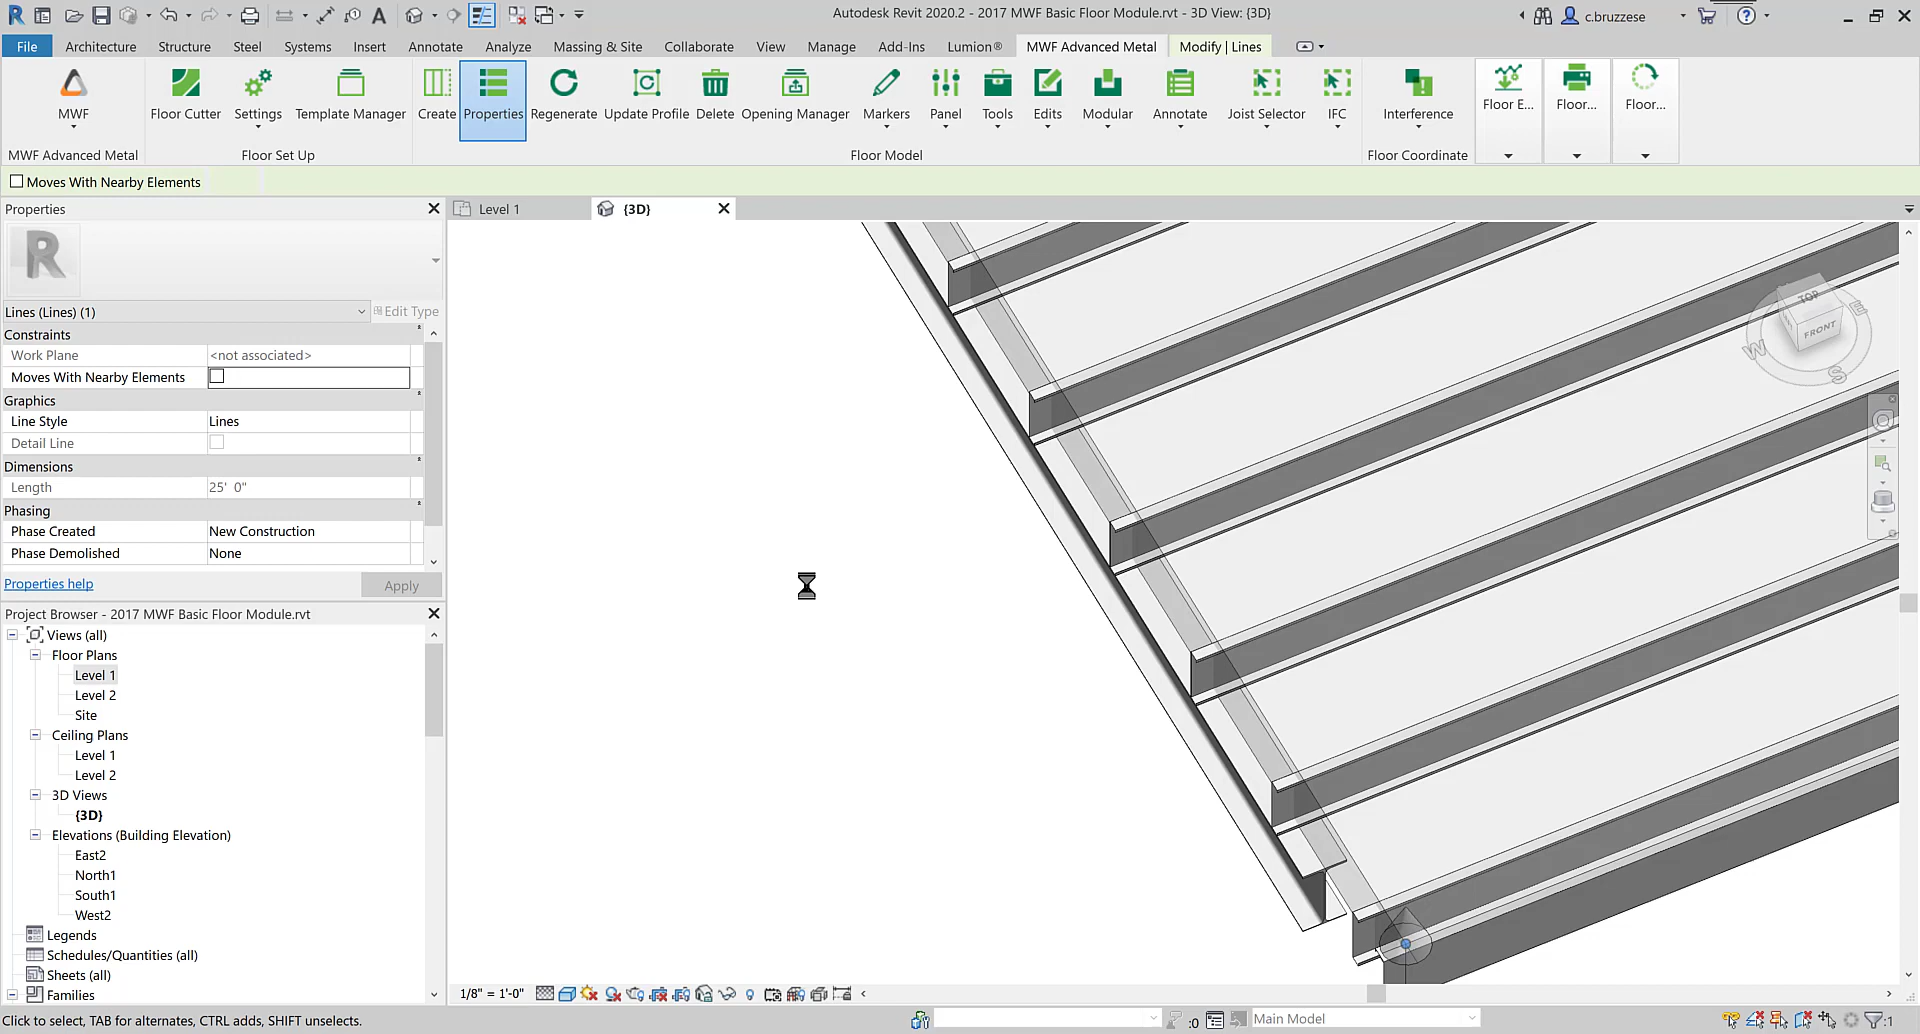 Autodesk Revit 2020.2 - 2017 MWF Basic Floor Module.rvt - 3D View: {3D}
c.bruzzese
File
Architecture
Structure
Steel
Systems
Insert
Annotate
Analyze
Massing & Site
Collaborate
View
Manage
Add-Ins
Lumion®
MWF Advanced Metal
Modify | Lines
MWF
Floor Cutter
Settings
Template Manager
Create
Properties
Regenerate
Update Profile
Delete
Opening Manager
Markers
Panel
Tools
Edits
Modular
Annotate
Joist Selector
IFC
Interference
Floor E...
Floor...
Floor...
MWF Advanced Metal
Floor Set Up
Floor Model
Floor Coordinate
Moves With Nearby Elements
Properties
Level 1
{3D}
R
Lines (Lines) (1)
Edit Type
Constraints
Work Plane <not associated>
Moves With Nearby Elements
Graphics
Line Style Lines
Detail Line
Dimensions
Length 25' 0"
Phasing
Phase Created New Construction
Phase Demolished None
Properties help
Apply
Project Browser - 2017 MWF Basic Floor Module.rvt
Views (all)
Floor Plans
Level 1
Level 2
Site
Ceiling Plans
Level 1
Level 2
3D Views
{3D}
Elevations (Building Elevation)
East2
North1
South1
West2
Legends
Schedules/Quantities (all)
Sheets (all)
Families
TOP
FRONT
W
S
E
1/8" = 1'-0"
Click to select, TAB for alternates, CTRL adds, SHIFT unselects.
:0
Main Model
:1